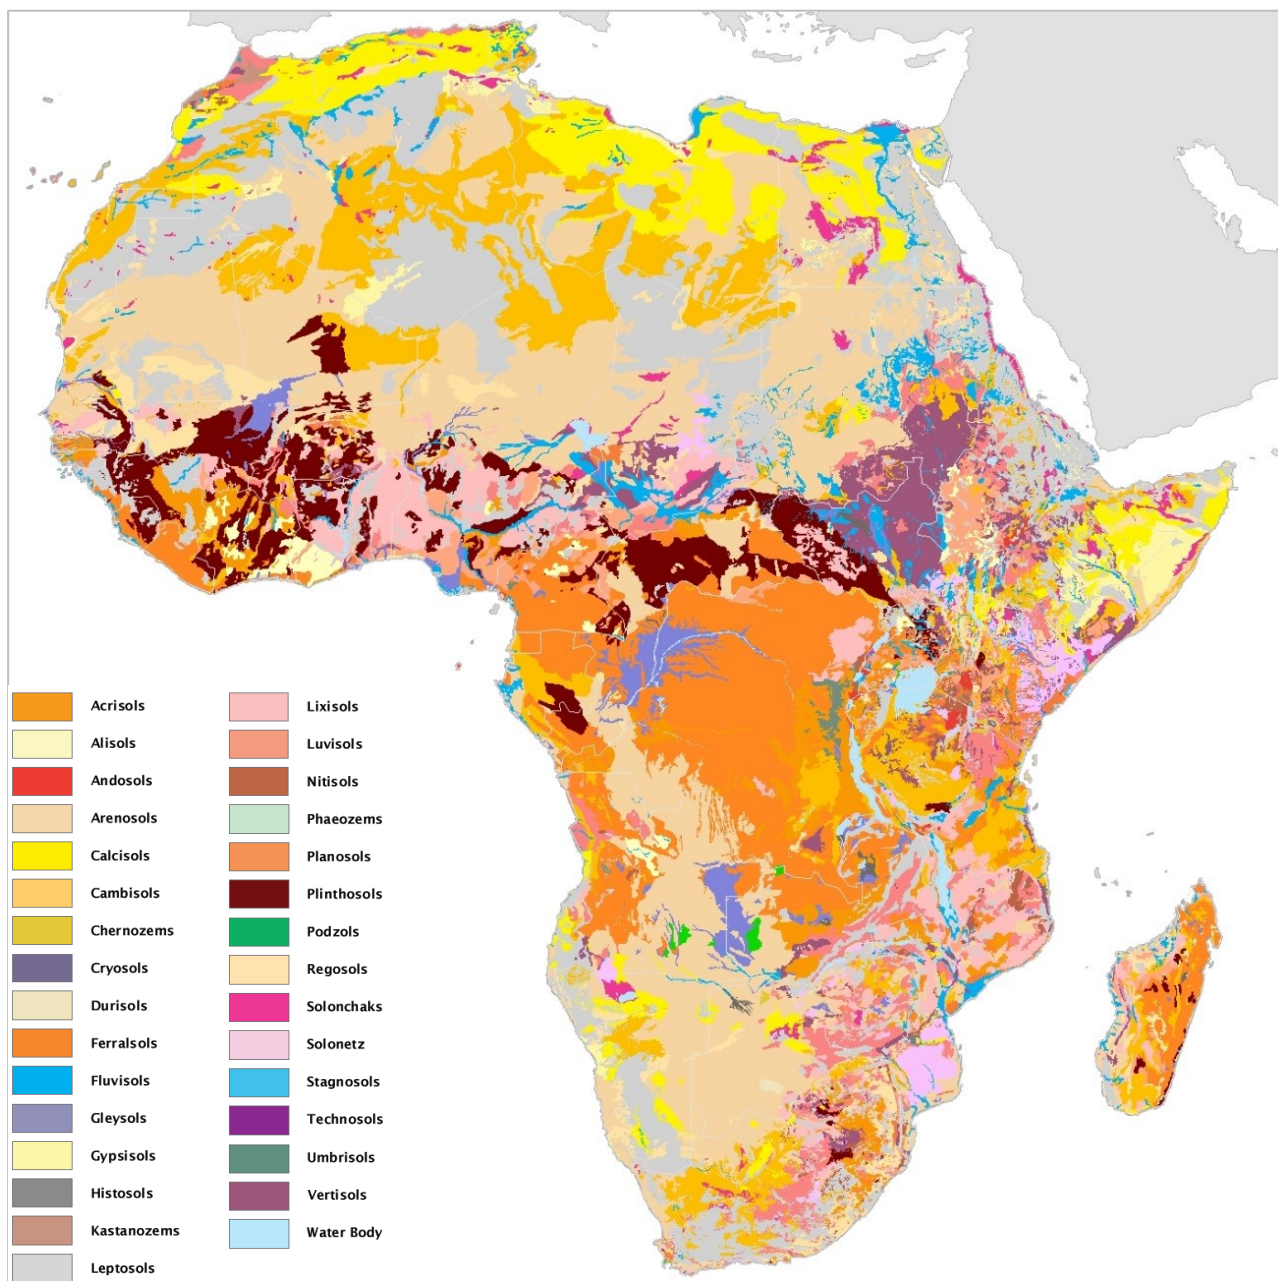 Acrisols
Alisols
Andosols
Arenosols
Calcisols
Cambisols
Chernozems
Cryosols
Durisols
Ferralsols
Fluvisols
Gleysols
Gypsisols
Histosols
Kastanozems
Leptosols
Lixisols
Luvisols
Nitisols
Phaeozems
Planosols
Plinthosols
Podzols
Regosols
Solonchaks
Solonetz
Stagnosols
Technosols
Umbrisols
Vertisols
Water Body